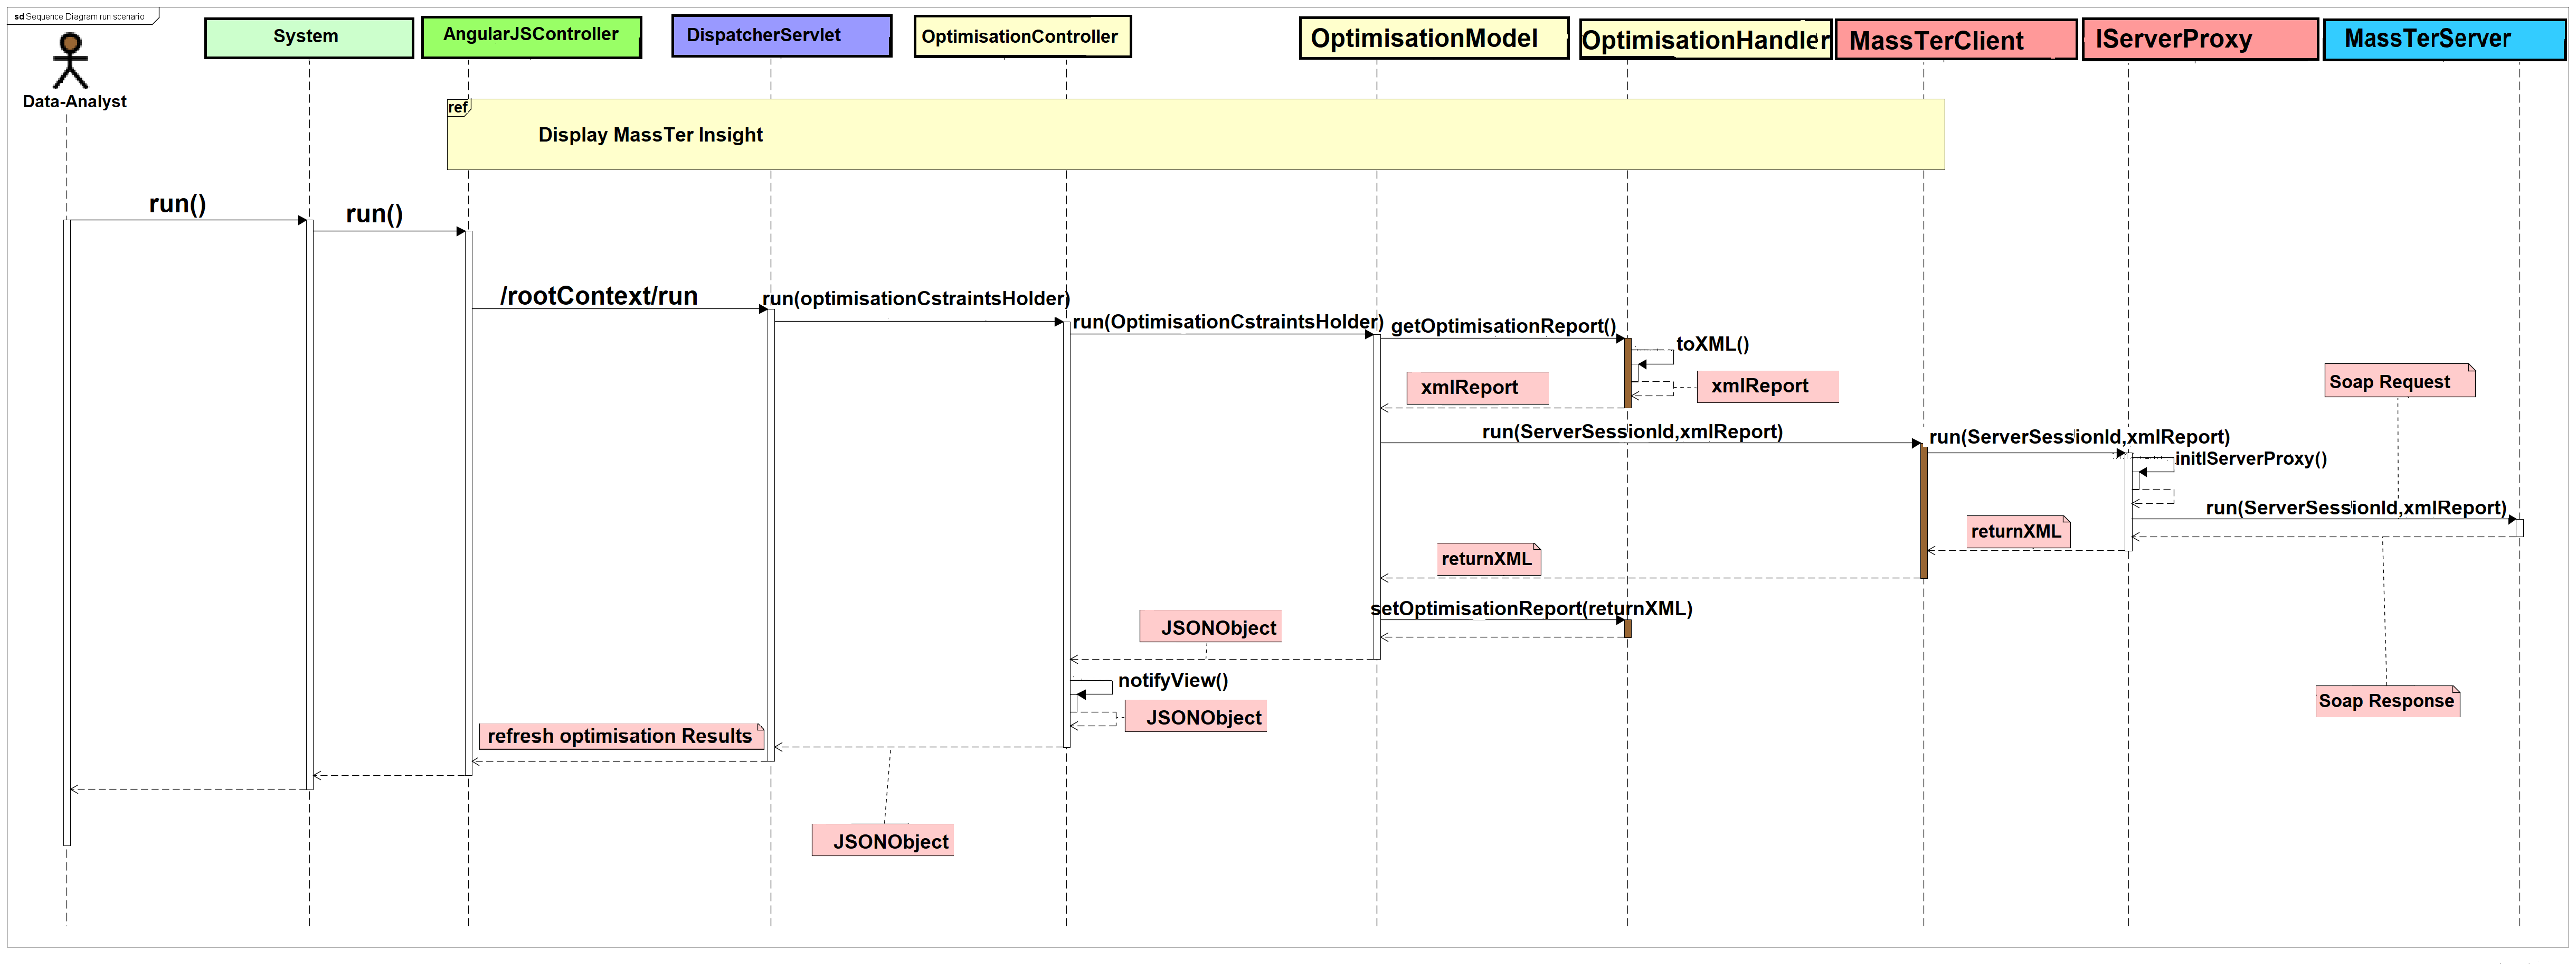 sd Sequence Diagram run scenario
Data-Analyst
System
AngularJSController
DispatcherServlet
OptimisationController
OptimisationModel
OptimisationHandler
MassTerClient
IServerProxy
MassTerServer
ref
Display MassTer Insight
run()
run()
/rootContext/run
run(optimisationCstraintsHolder)
run(OptimisationCstraintsHolder)
getOptimisationReport()
toXML()
xmlReport
xmlReport
Soap Request
run(ServerSessionId,xmlReport)
run(ServerSessionId,xmlReport)
initIServerProxy()
run(ServerSessionId,xmlReport)
returnXML
returnXML
setOptimisationReport(returnXML)
JSONObject
notifyView()
JSONObject
Soap Response
refresh optimisation Results
JSONObject